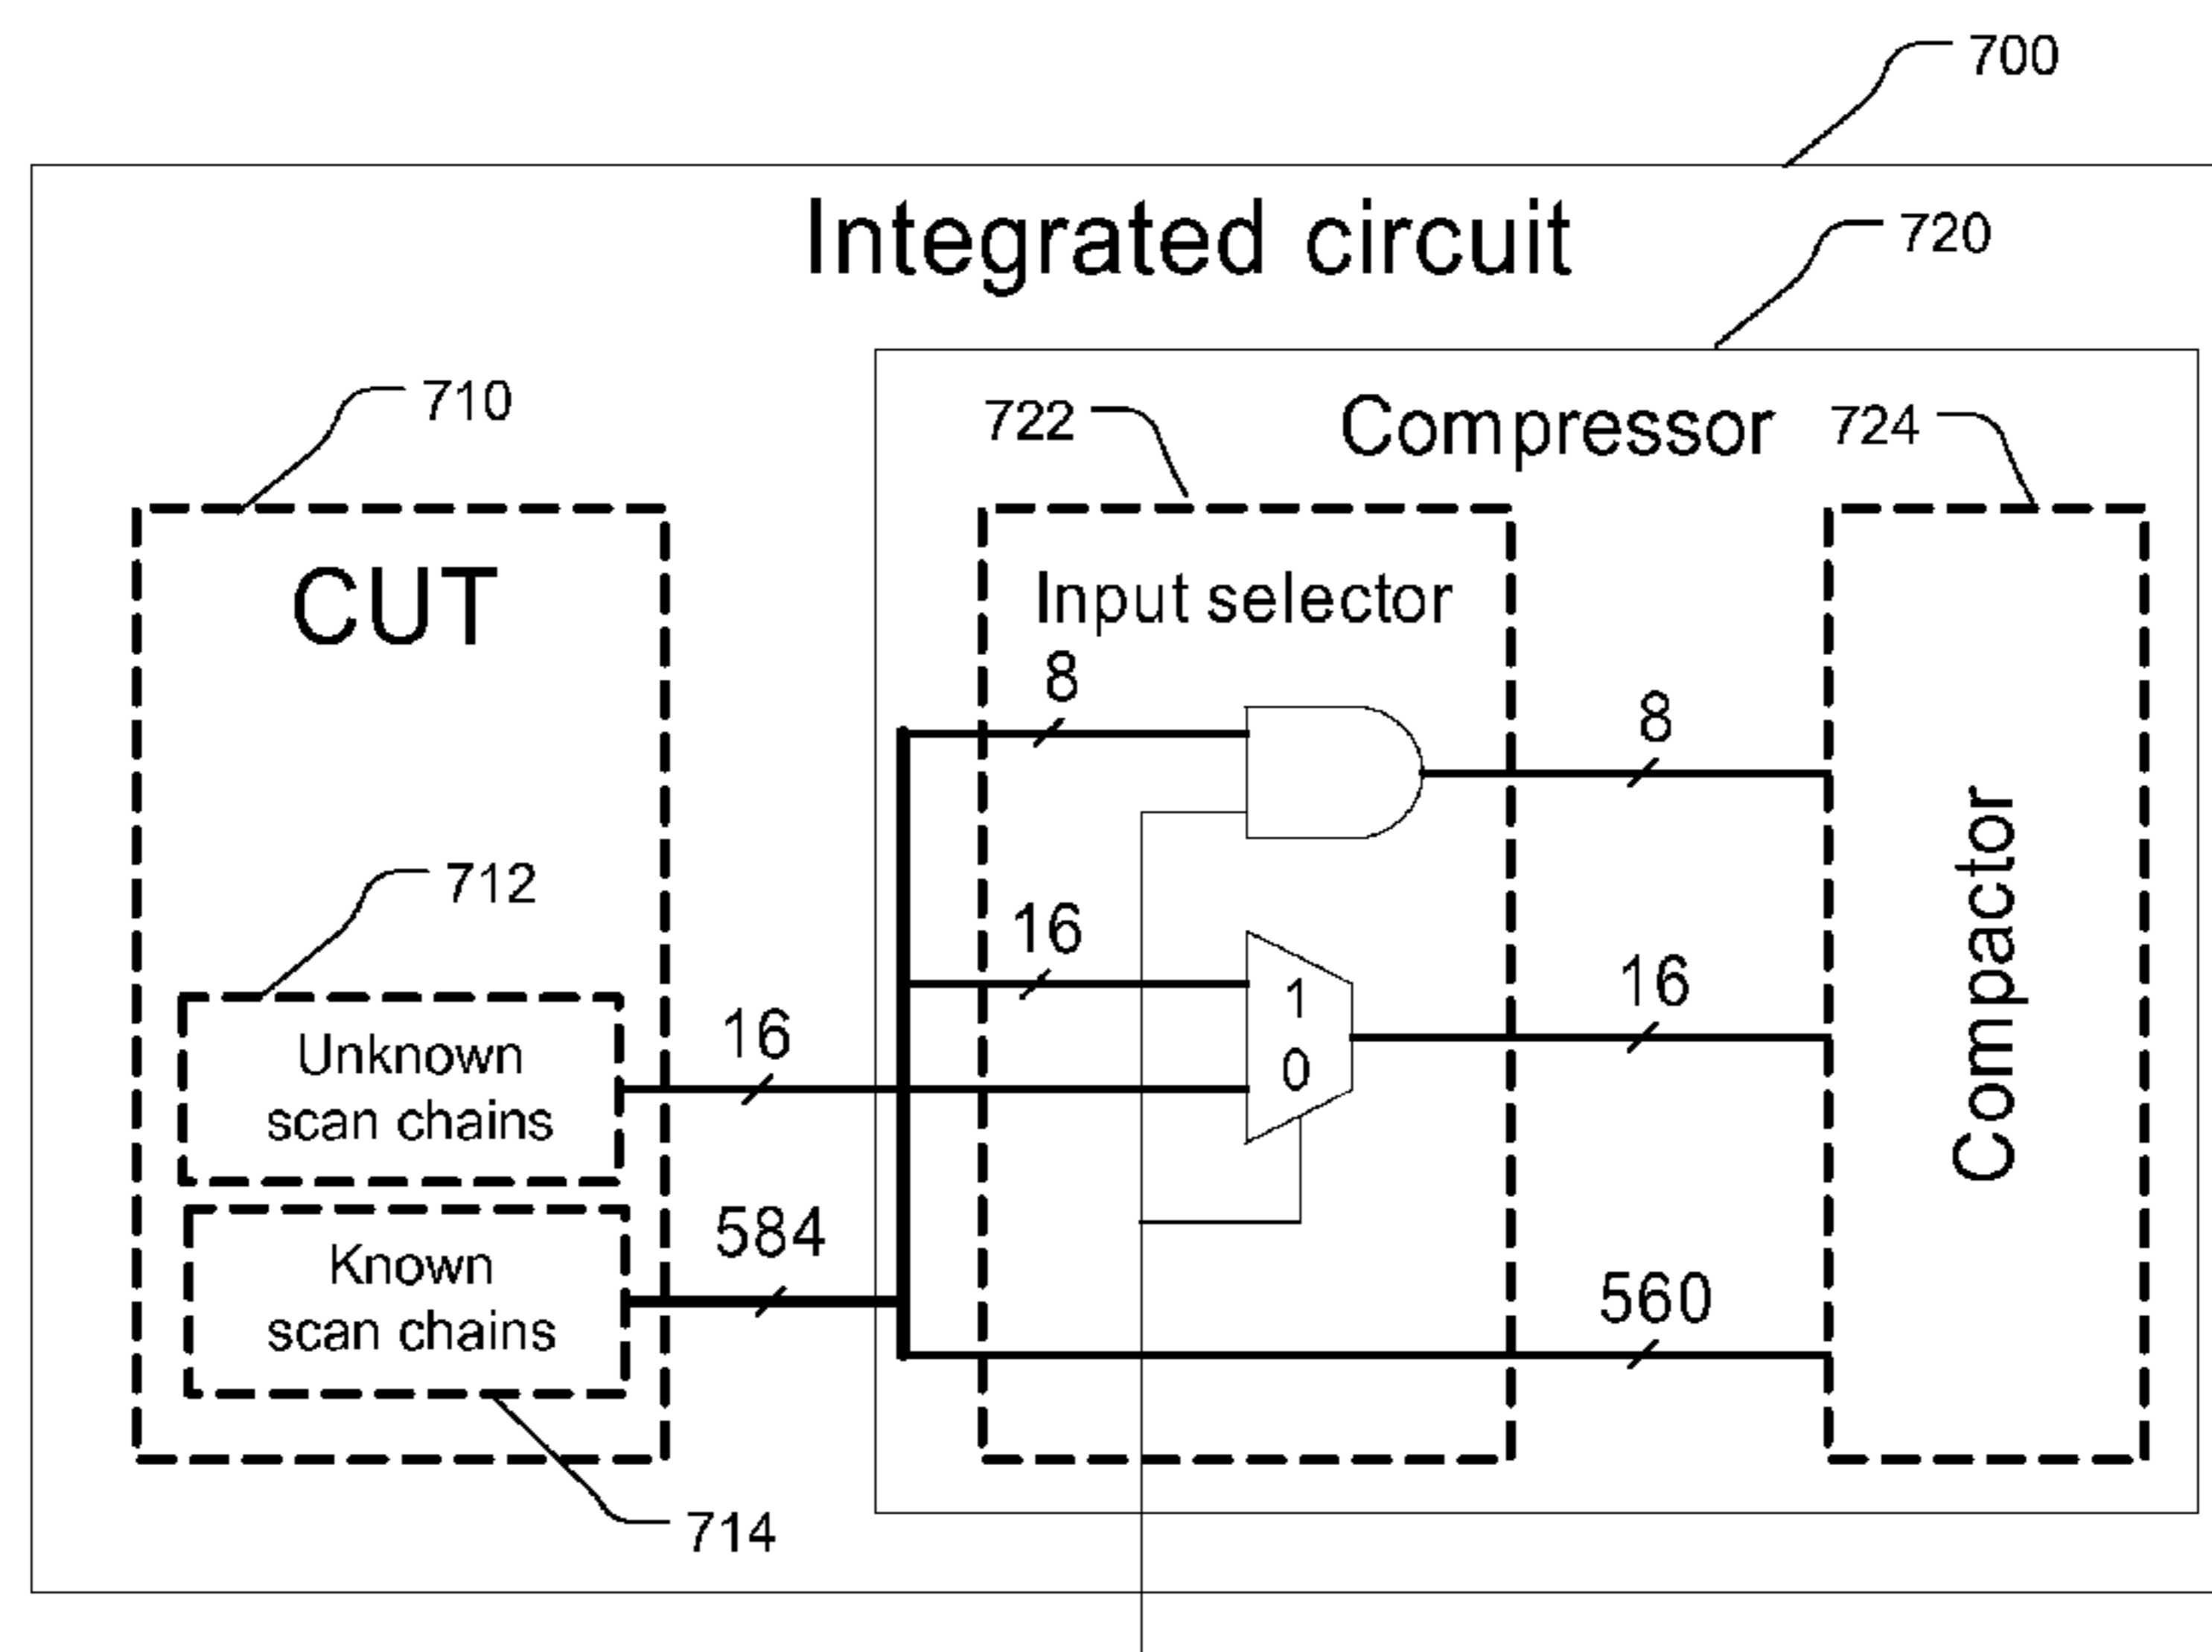 700
Integrated circuit
720
710
722
Compressor
724
CUT
Input selector
8
8
712
16
16
1
0
16
Unknown
scan chains
584
Known
scan chains
560
Compactor
714